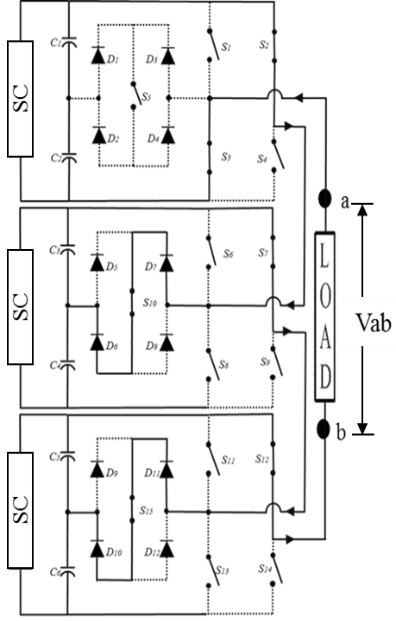 C1
D1
D3
S1
S2
SC
S5
C2
D2
D4
S3
S4
a
C3
D5
D7
S6
S7
L
O
A
D
SC
S10
Vab
C4
D6
D8
S8
S9
b
C5
D9
D11
S11
S12
SC
S15
C6
D10
D12
S13
S14